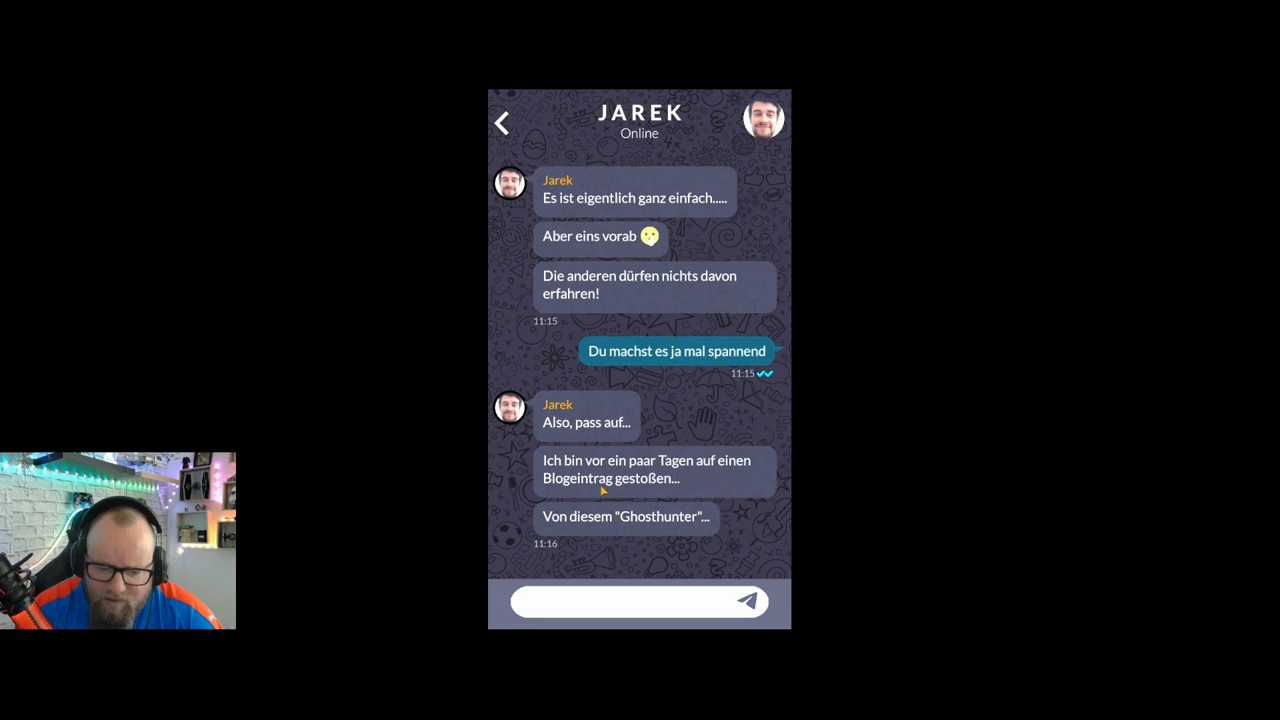 JAREK
Online
Jarek
Es ist eigentlich ganz einfach.....
Aber eins vorab
Die anderen dürfen nichts davon
erfahren!
11:15
Du machst es ja mal spannend
11:15
Jarek
Also, pass auf...
Ich bin vor ein paar Tagen auf einen
Blogeintrag gestoßen...
Von diesem "Ghosthunter"...
11:16